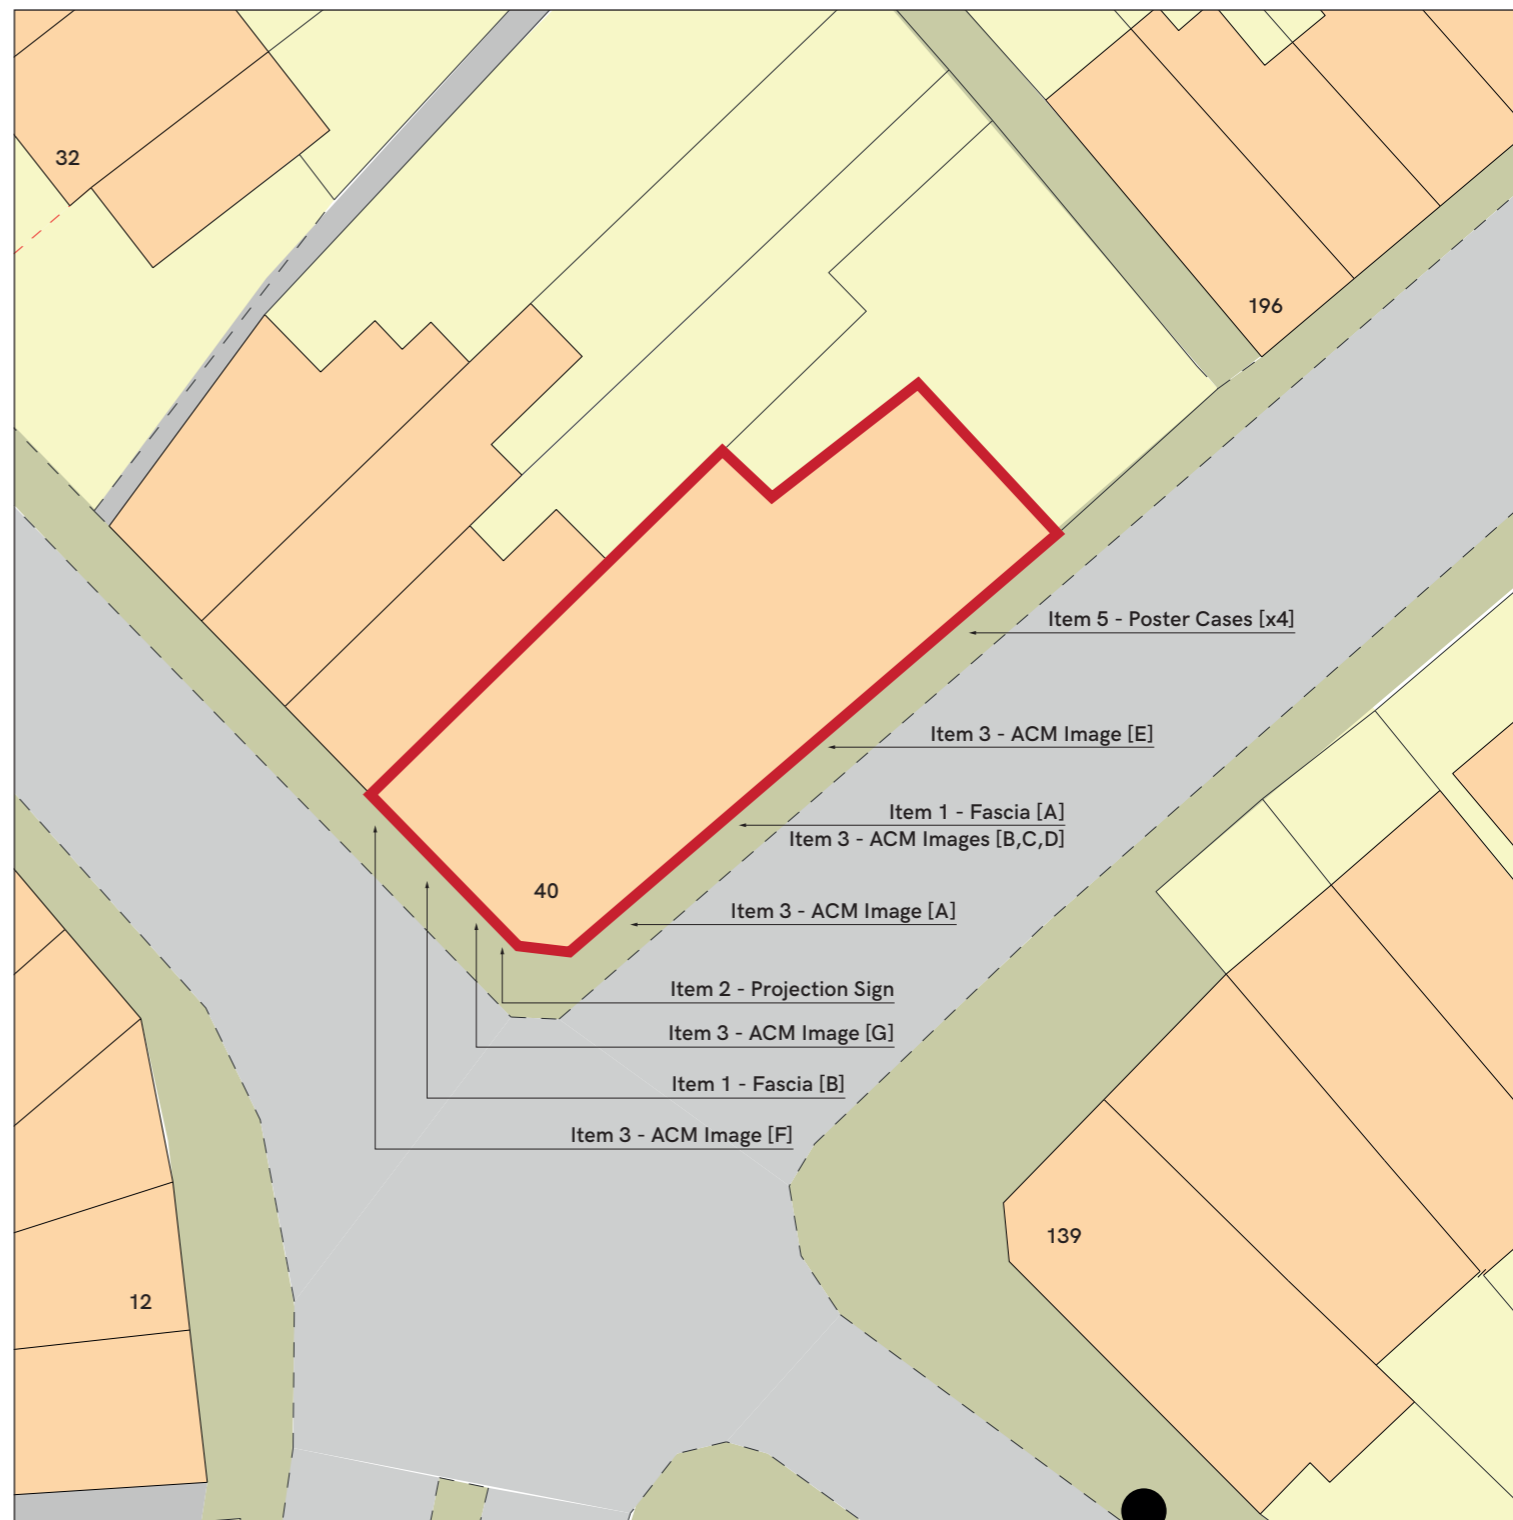 32
196
Item 5 - Poster Cases [x4]
Item 3 - ACM Image [E]
Item 1 - Fascia [A]
Item 3 - ACM Images [B,C,D]
40
Item 3 - ACM Image [A]
Item 2 - Projection Sign
Item 3 - ACM Image [G]
Item 1 - Fascia [B]
Item 3 - ACM Image [F]
139
12